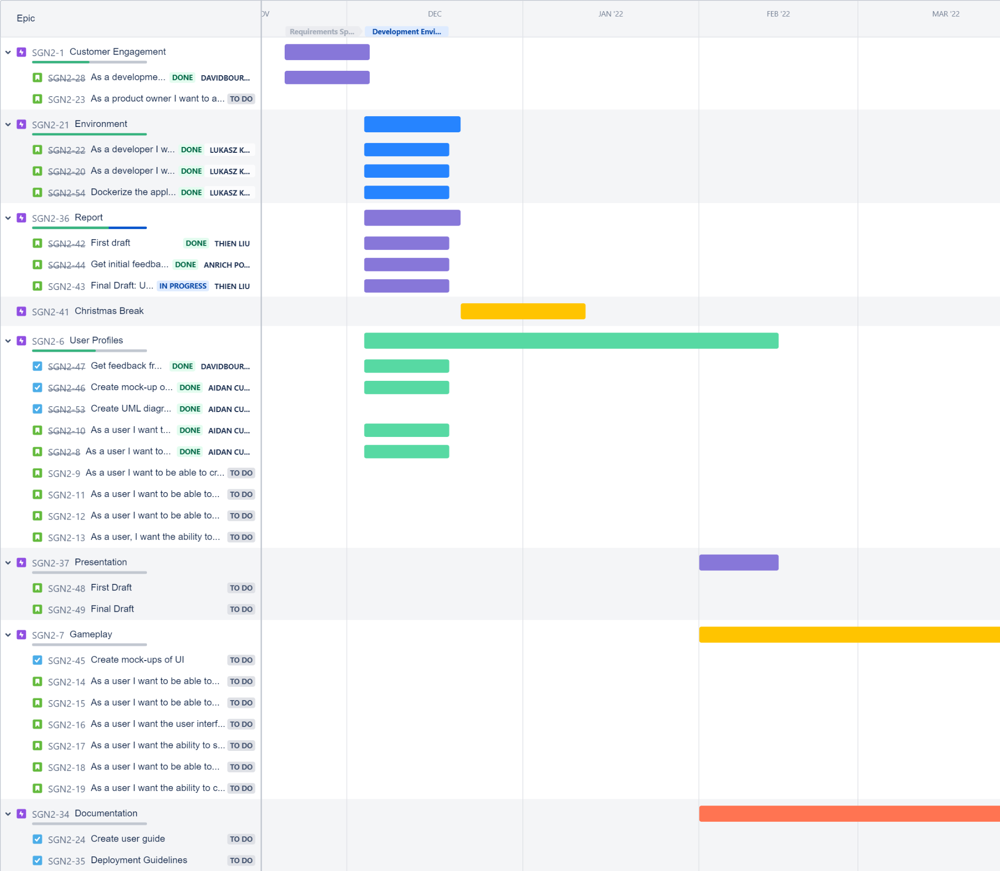 Epic
OV DEC JAN '22 FEB '22 MAR '22
Requirements Sp... Development Envi...
SGN2-1 Customer Engagement
SGN2-28 As a developme... DONE DAVIDBOUR...
SGN2-23 As a product owner I want to a... TO DO
SGN2-21 Environment
SGN2-22 As a developer I w... DONE LUKASZ K...
SGN2-20 As a developer I w... DONE LUKASZ K...
SGN2-54 Dockerize the appl... DONE LUKASZ K...
SGN2-36 Report
SGN2-42 First draft DONE THIEN LIU
SGN2-44 Get initial feedba... DONE ANRICH PO...
SGN2-43 Final Draft: U... IN PROGRESS THIEN LIU
SGN2-41 Christmas Break
SGN2-6 User Profiles
SGN2-47 Get feedback fr... DONE DAVIDBOUR...
SGN2-46 Create mock-up o... DONE AIDAN CU...
SGN2-53 Create UML diagr... DONE AIDAN CU...
SGN2-10 As a user I want t... DONE AIDAN CU...
SGN2-8 As a user I want to... DONE AIDAN CU...
SGN2-9 As a user I want to be able to cr... TO DO
SGN2-11 As a user I want to be able to... TO DO
SGN2-12 As a user I want to be able to... TO DO
SGN2-13 As a user, I want the ability to... TO DO
SGN2-37 Presentation
SGN2-48 First Draft TO DO
SGN2-49 Final Draft TO DO
SGN2-7 Gameplay
SGN2-45 Create mock-ups of UI TO DO
SGN2-14 As a user I want to be able to... TO DO
SGN2-15 As a user I want to be able to... TO DO
SGN2-16 As a user I want the user interf... TO DO
SGN2-17 As a user I want the ability to s... TO DO
SGN2-18 As a user I want to be able to... TO DO
SGN2-19 As a user I want the ability to c... TO DO
SGN2-34 Documentation
SGN2-24 Create user guide TO DO
SGN2-35 Deployment Guidelines TO DO